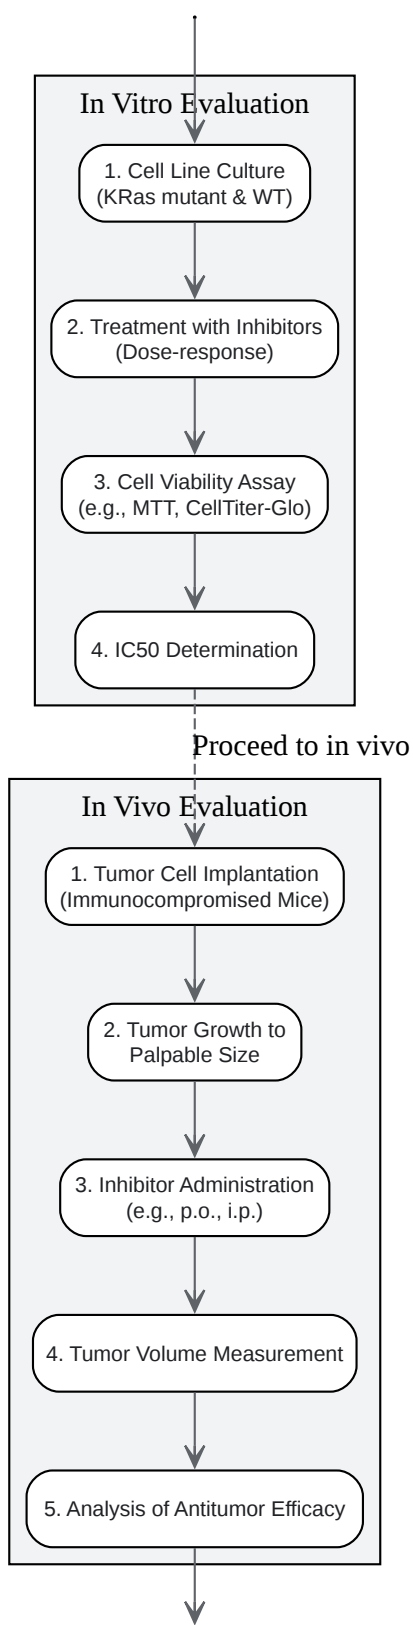 In Vitro Evaluation
1. Cell Line Culture
(KRas mutant & WT)
2. Treatment with Inhibitors
(Dose-response)
3. Cell Viability Assay
(e.g., MTT, CellTiter-Glo)
4. IC50 Determination
Proceed to in vivo
In Vivo Evaluation
1. Tumor Cell Implantation
(Immunocompromised Mice)
2. Tumor Growth to
Palpable Size
3. Inhibitor Administration
(e.g., p.o., i.p.)
4. Tumor Volume Measurement
5. Analysis of Antitumor Efficacy